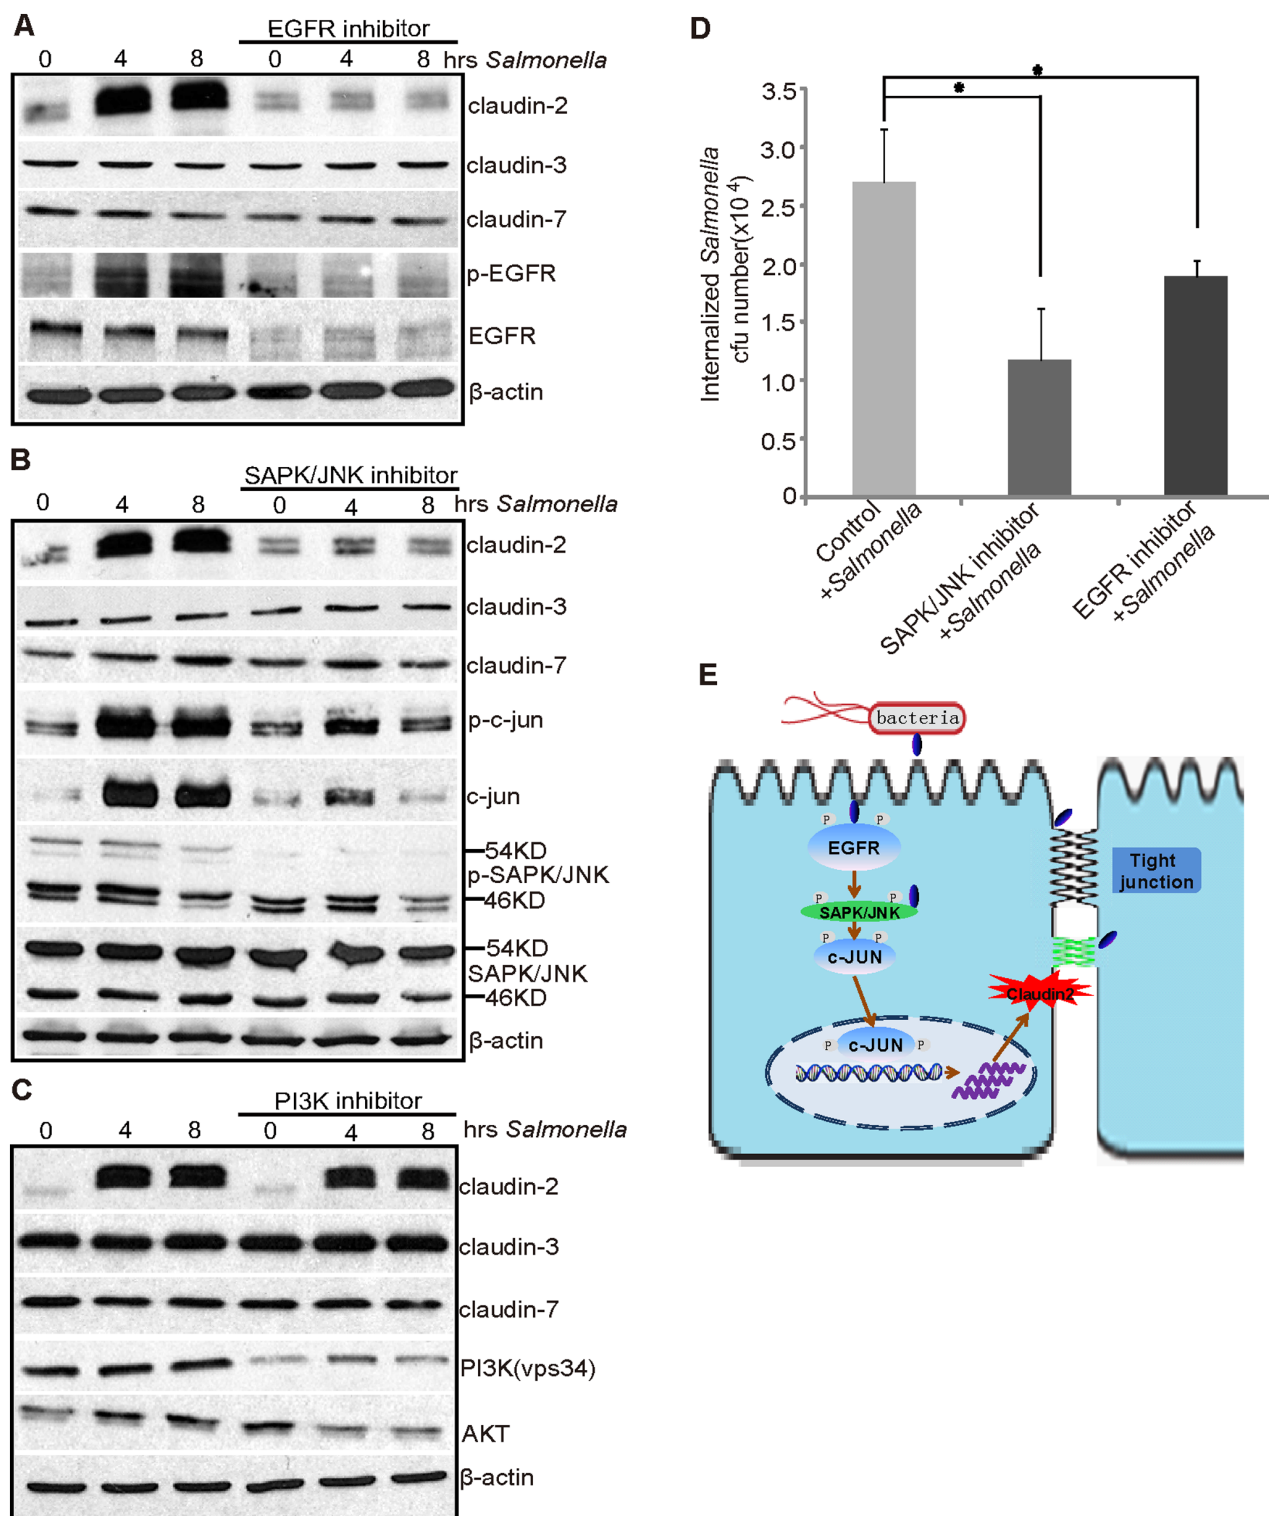 A
EGFR inhibitor
0 4 8 0 4 8 hrs Salmonella
claudin-2
claudin-3
claudin-7
p-EGFR
EGFR
β-actin
B
SAPK/JNK inhibitor
0 4 8 0 4 8 hrs Salmonella
claudin-2
claudin-3
claudin-7
p-c-jun
c-jun
54KD
p-SAPK/JNK
46KD
54KD
SAPK/JNK
46KD
β-actin
C
PI3K inhibitor
0 4 8 0 4 8 hrs Salmonella
claudin-2
claudin-3
claudin-7
PI3K(vps34)
AKT
β-actin
D
Internalized Salmonella
cfu number(x10 4)
3.5
3.0
2.5
2.0
1.5
1.0
0.5
0
* *
Control
+Salmonella
SAPK/JNK inhibitor
+Salmonella
EGFR inhibitor
+Salmonella
E
bacteria
P P
EGFR
P P
SAPK/JNK
P P
c-JUN
P c-JUN P
Tight
junction
Claudin2